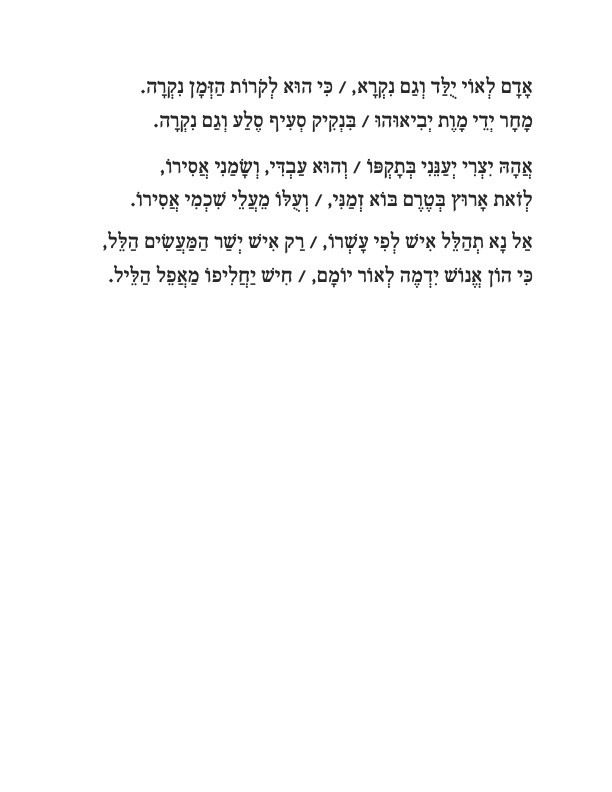 אָדָם לְאוֹי יֻלַּד וְגַם נִקְרָא, / כִּי הוּא לְקֹרוֹת הַזְּמָן נִקְרָה.
מָחָר יְדֵי מָוֶת יְבִיאוּהוּ / בִּנְקִיק סְעִיף סֶלַע וְגַם נִקְרָה.
אֲהָהּ יִצְרִי יְעַנֵּנִי בְּתָקְפּוֹ / וְהוּא עַבְדִּי, וְשָׂמַנִי אֲסִירוֹ,
לְזֹאת אָרוּץ בְּטֶרֶם בּוֹא זְמַנִּי, / וְעֻלּוֹ מֵעֲלֵי שִׁכְמִי אֲסִירוֹ.
אַל נָא תְהַלֵּל אִישׁ לְפִי עָשְׁרוֹ, / רַק אִישׁ יְשַׁר הַמַּעֲשִׂים הַלֵּל,
כִּי הוֹן אֱנוֹשׁ יִדְמֶה לְאוֹר יוֹמָם, / חִישׁ יַחֲלִיפוֹ מַאֲפֵל הַלֵּיל.